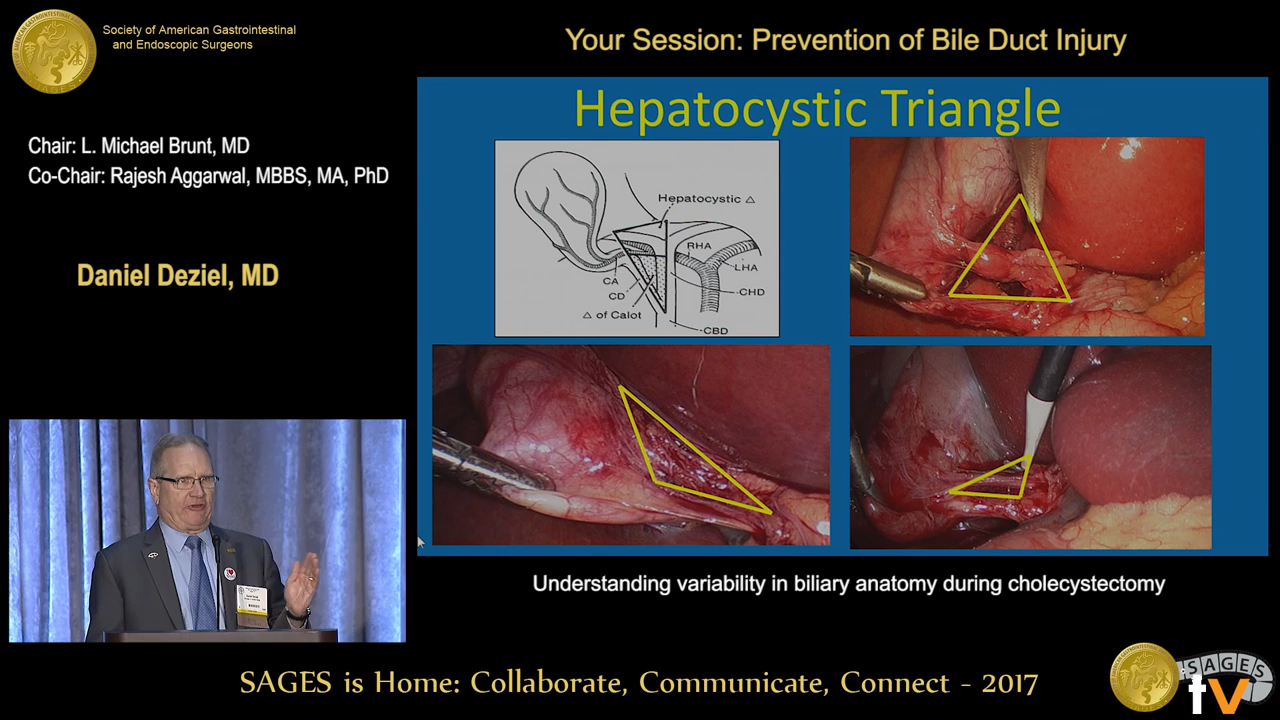 Society of American Gastrointestinal
and Endoscopic Surgeons
Your Session: Prevention of Bile Duct Injury
Chair: L. Michael Brunt, MD
Co-Chair: Rajesh Aggarwal, MBBS, MA, PhD
Daniel Deziel, MD
Hepatocystic Triangle
Hepatocystic △
RHA
LHA
CA
CD
CHD
△ of Calot
CBD
Understanding variability in biliary anatomy during cholecystectomy
SAGES is Home: Collaborate, Communicate, Connect - 2017
SAGES
tv